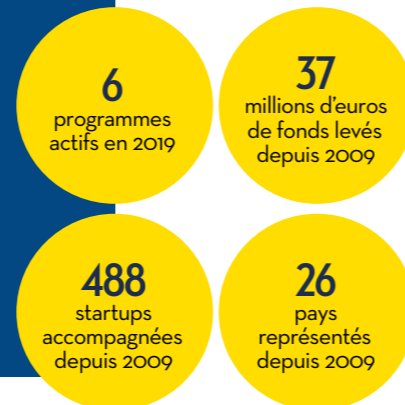 6
programmes
actifs en 2019
37
millions d'euros
de fonds levés
depuis 2009
488
startups
accompagnées
depuis 2009
26
pays
représentés
depuis 2009